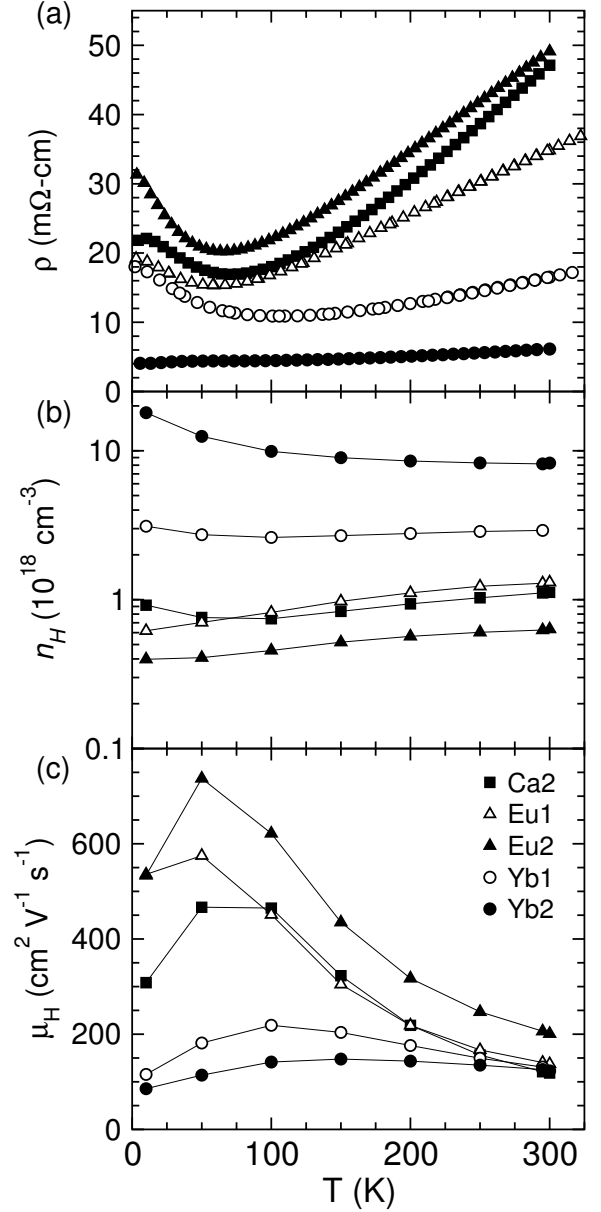 (a)
50
40
30
20
10
0
ρ (mΩ-cm)
(b)
10
1
0.1
n_H (10^18 cm^-3)
(c)
600
400
200
0
μ_H (cm^2 V^-1 s^-1)
Ca2
Eu1
Eu2
Yb1
Yb2
0 100 200 300
T (K)